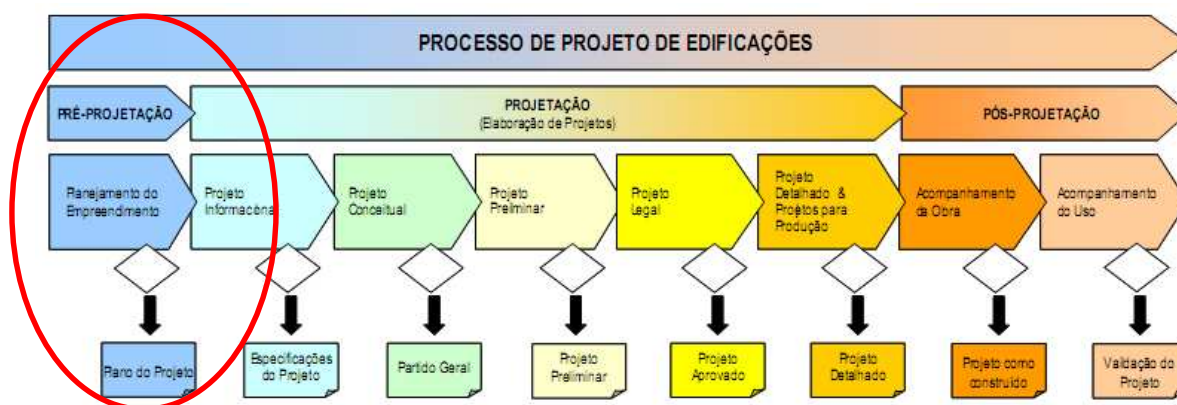 PROCESSO DE PROJETO DE EDIFICAÇÕES
PRÉ-PROJETAÇÃO
PROJETAÇÃO
(Elaboração de Projetos)
PÓS-PROJETAÇÃO
Planejamento do
Empreendimento
Projeto
Informacional
Projeto
Conceitual
Projeto
Preliminar
Projeto
Legal
Projeto
Detalhado &
Projetos para
Produção
Acompanhamento
da Obra
Acompanhamento
do Uso
Plano do Projeto
Especificações
do Projeto
Partido Geral
Projeto
Preliminar
Projeto
Aprovado
Projeto
Detalhado
Projeto como
construído
Validação do
Projeto